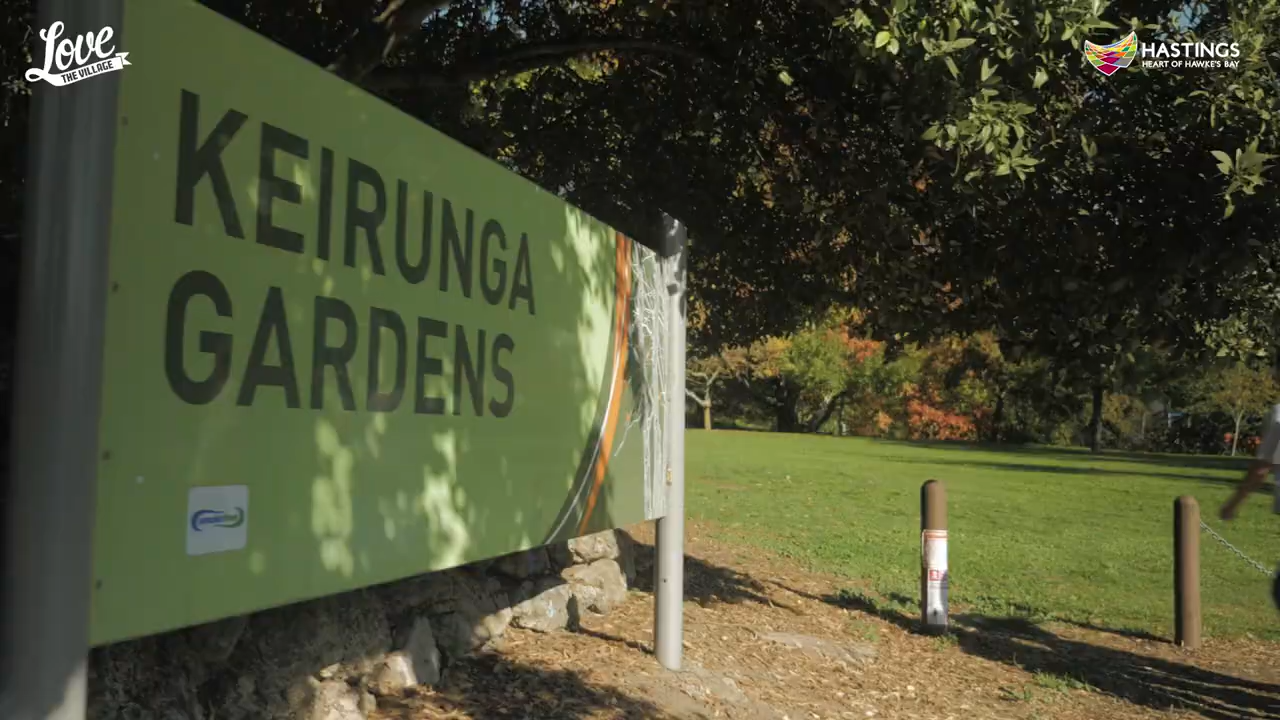 Love
THE VILLAGE
HASTINGS
HEART OF HAWKE'S BAY
KEIRUNGA
GARDENS